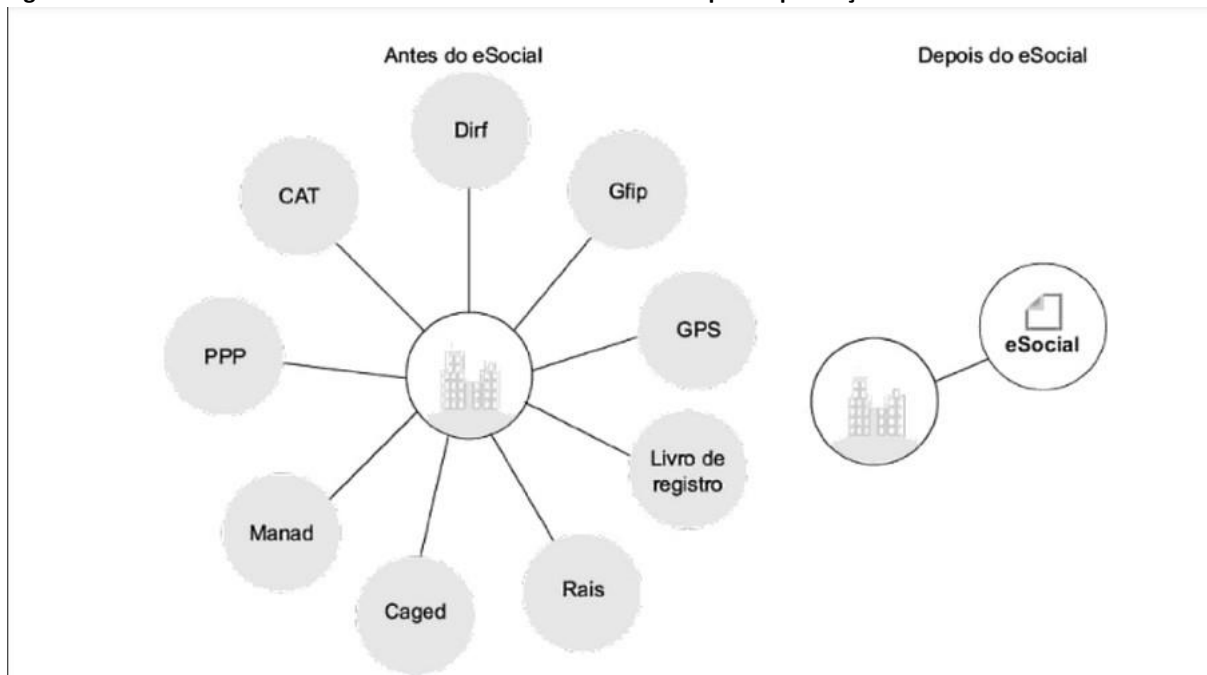 Antes do eSocial
Depois do eSocial
Dirf
Gfip
CAT
GPS
PPP
eSocial
Livro de
registro
Manad
Rais
Caged